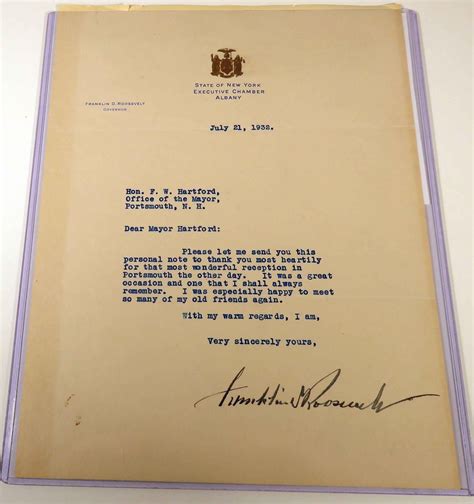 STATE OF NEW YORK
EXECUTIVE CHAMBER
ALBANY
FRANKLIN D. ROOSEVELT
GOVERNOR
July 21, 1932.
Hon. F. W. Hartford,
Office of the Mayor,
Portsmouth, N. H.
Dear Mayor Hartford:
Please let me send you this
personal note to thank you most heartily
for that most wonderful reception in
Portsmouth the other day. It was a great
occasion and one that I shall always
remember. I was especially happy to meet
so many of my old friends again.
With my warm regards, I am,
Very sincerely yours,
Franklin D Roosevelt